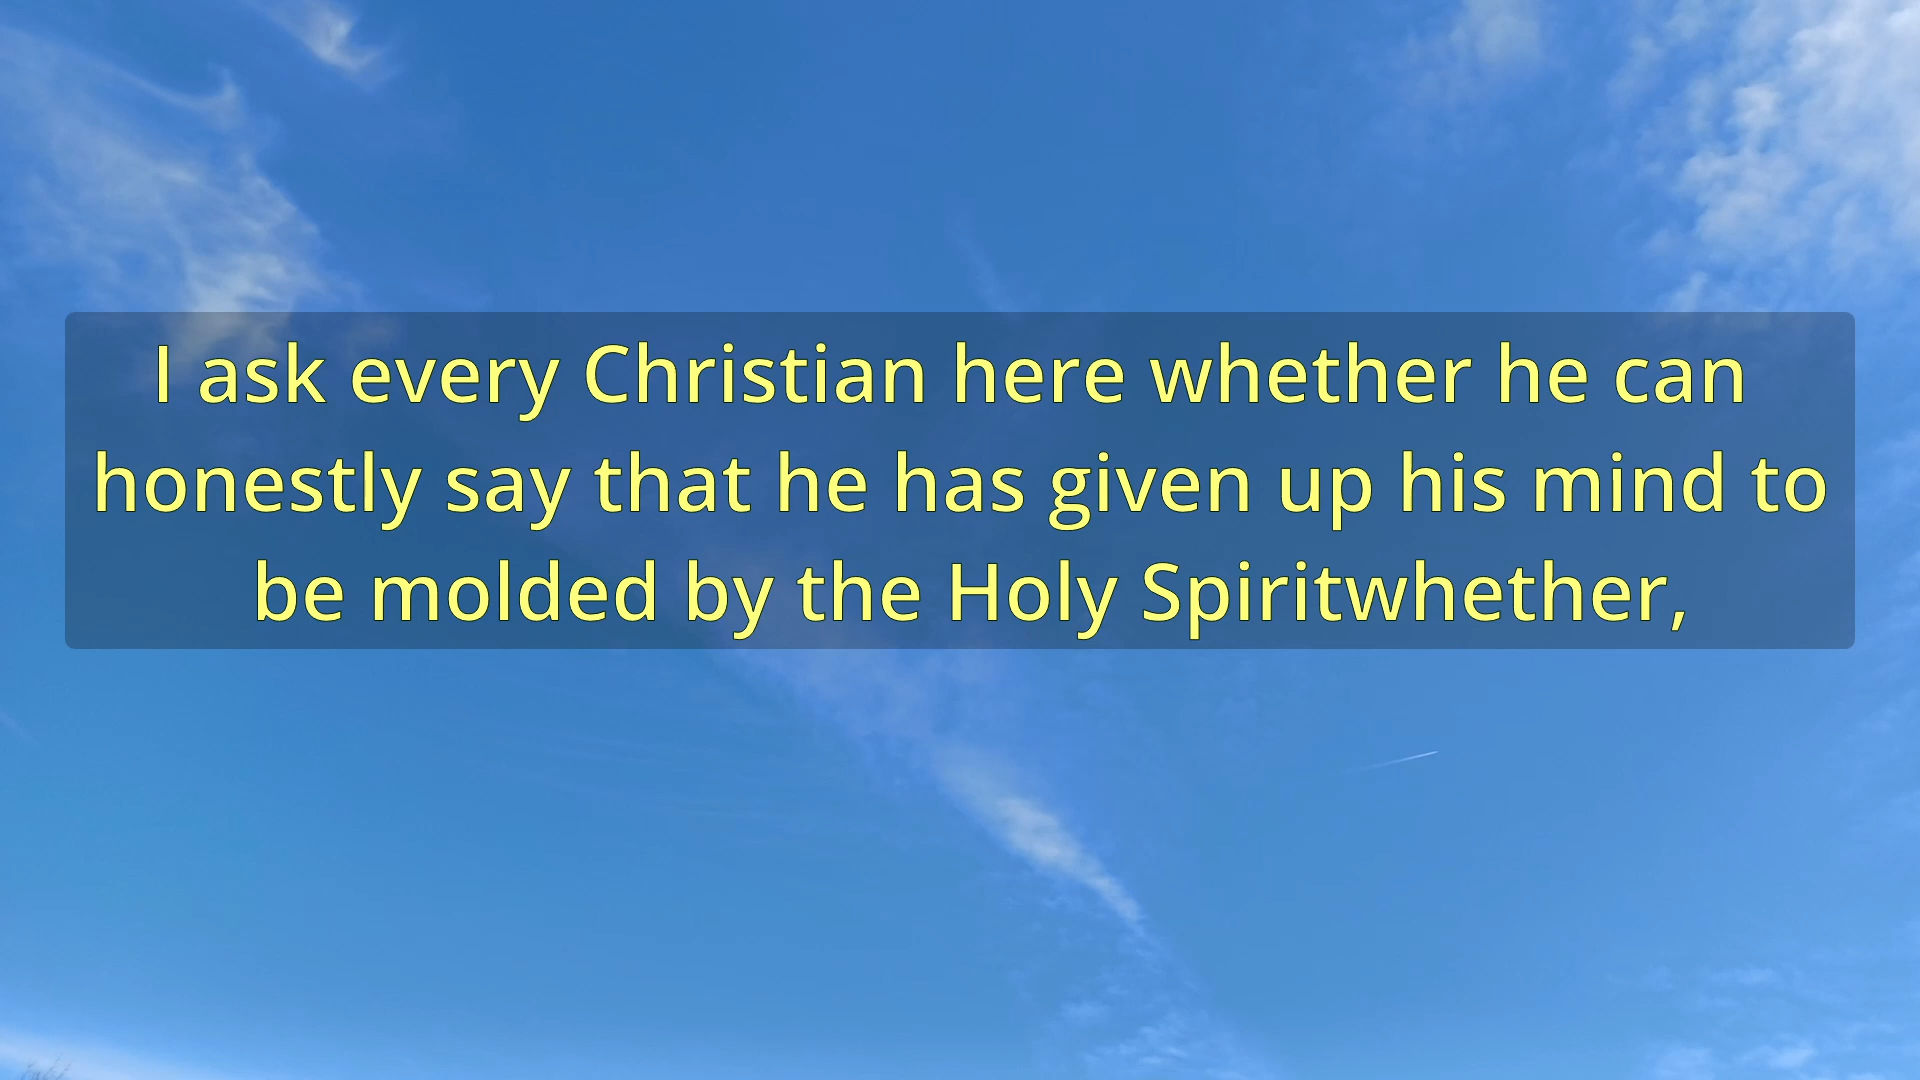 I ask every Christian here whether he can
honestly say that he has given up his mind to
be molded by the Holy Spiritwhether,